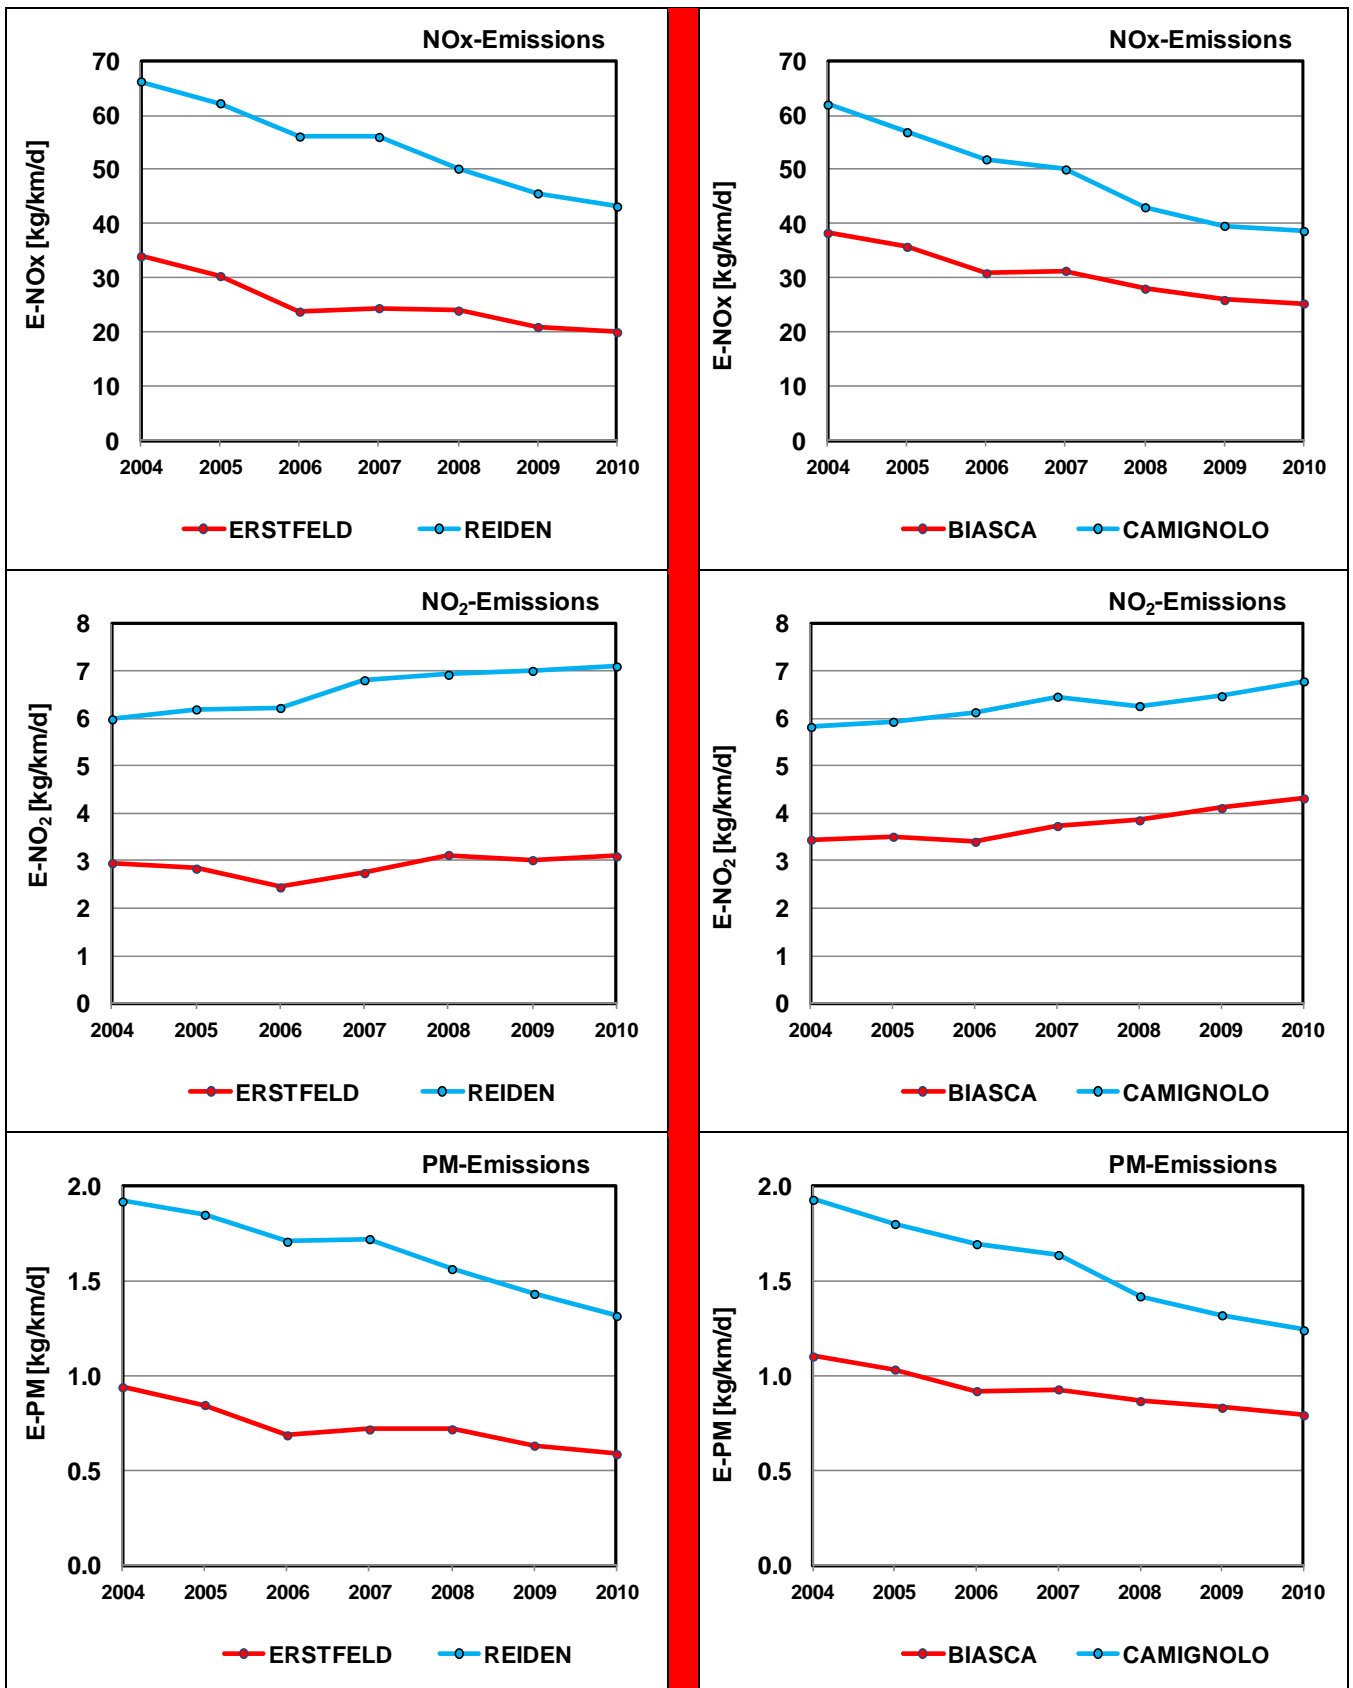 NOx-Emissions
E-NOx [kg/km/d]
70
60
50
40
30
20
10
0
2004 2005 2006 2007 2008 2009 2010
ERSTFELD REIDEN
NOx-Emissions
E-NOx [kg/km/d]
70
60
50
40
30
20
10
0
2004 2005 2006 2007 2008 2009 2010
BIASCA CAMIGNOLO
NO₂-Emissions
E-NO₂ [kg/km/d]
8
7
6
5
4
3
2
1
0
2004 2005 2006 2007 2008 2009 2010
ERSTFELD REIDEN
NO₂-Emissions
E-NO₂ [kg/km/d]
8
7
6
5
4
3
2
1
0
2004 2005 2006 2007 2008 2009 2010
BIASCA CAMIGNOLO
PM-Emissions
E-PM [kg/km/d]
2.0
1.5
1.0
0.5
0.0
2004 2005 2006 2007 2008 2009 2010
ERSTFELD REIDEN
PM-Emissions
E-PM [kg/km/d]
2.0
1.5
1.0
0.5
0.0
2004 2005 2006 2007 2008 2009 2010
BIASCA CAMIGNOLO